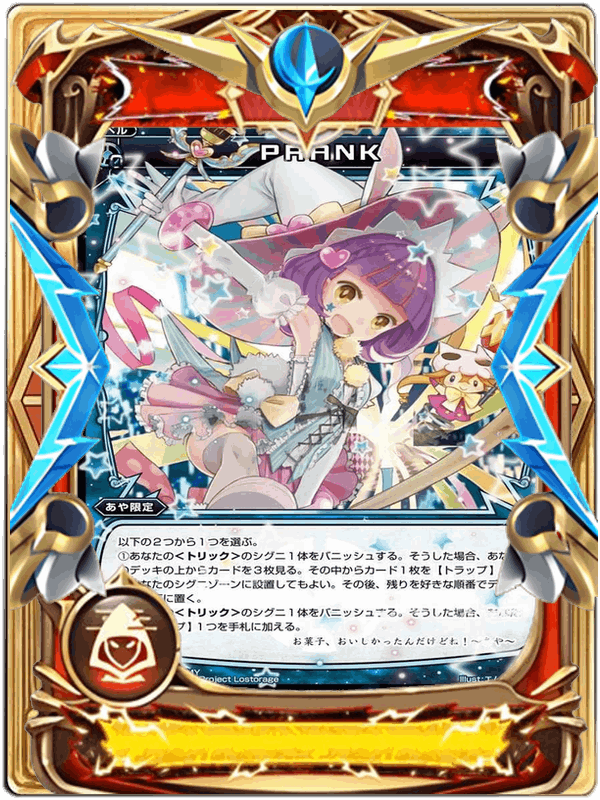 ベル
PRANK
あや限定
以下の2つから1つを選ぶ。
①あなたの<トリック>のシグニ1体をバニッシュする。そうした場合、あな
のデッキの上からカードを3枚見る。その中からカード1枚を【トラップ】
あなたのシグニゾーンに設置してもよい。その後、残りを好きな順番でデ
に置く。
<トリック>のシグニ1体をバニッシュする。そうした場合、
プ】1つを手札に加える。
お菓子、おいしかったんだけどね!~
や~
MY
Project Lostorage
Illust:エム